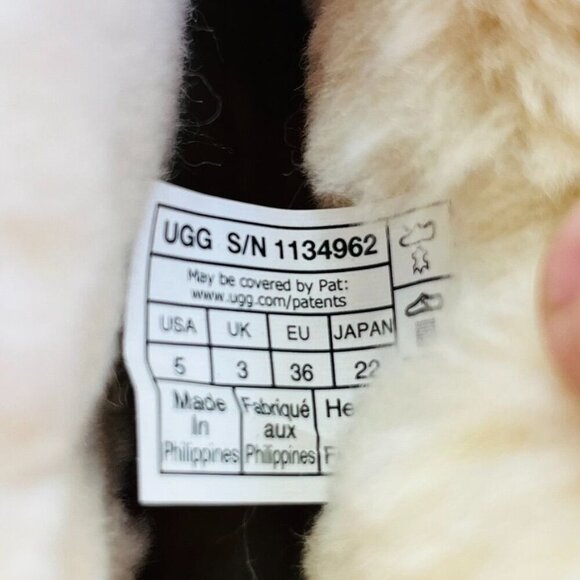 UGG S/N 1134962
May be covered by Pat:
www.ugg.com/patents
USA UK EU JAPAN
5 3 36 22
Made in Philippines
Fabriqué aux Philippines